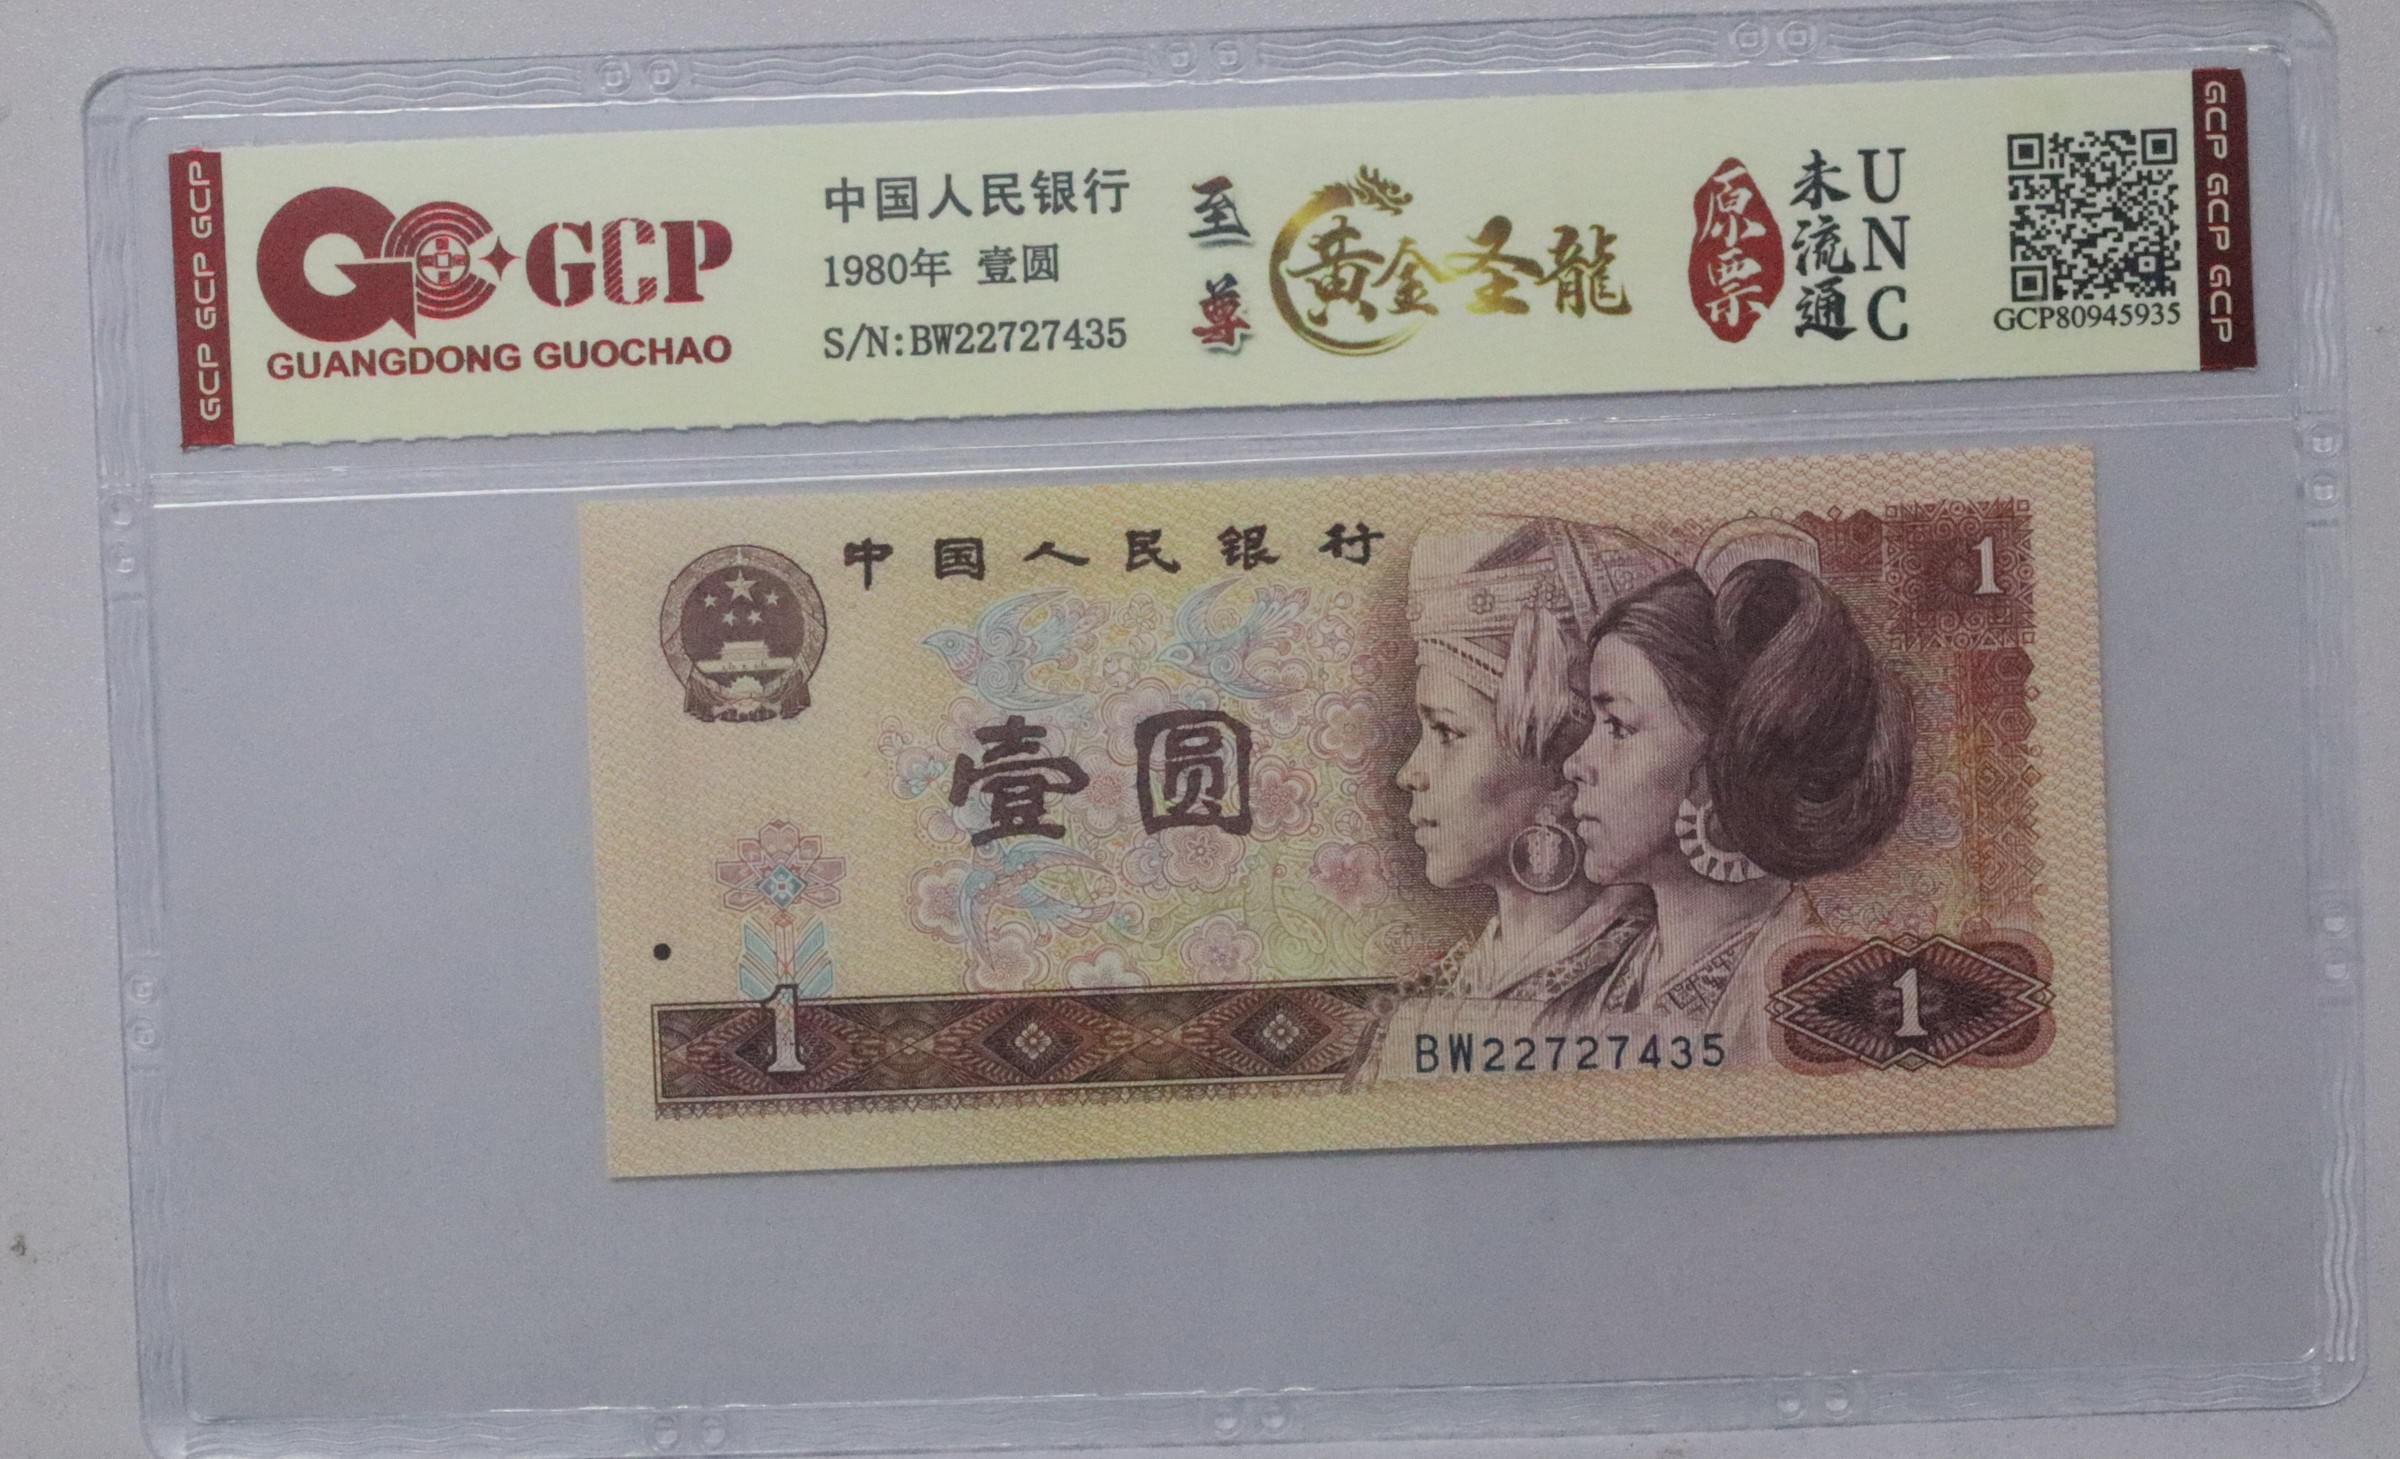 GCP GCP GCP
GCP
GUANGDONG GUOCHAO
中国人民银行
1980年 壹圆
S/N:BW22727435
至尊
黄金圣龍
原票
未流通
UNC
GCP80945935
GCP GCP GCP
中国人民银行
1
壹圆
1
1
BW22727435